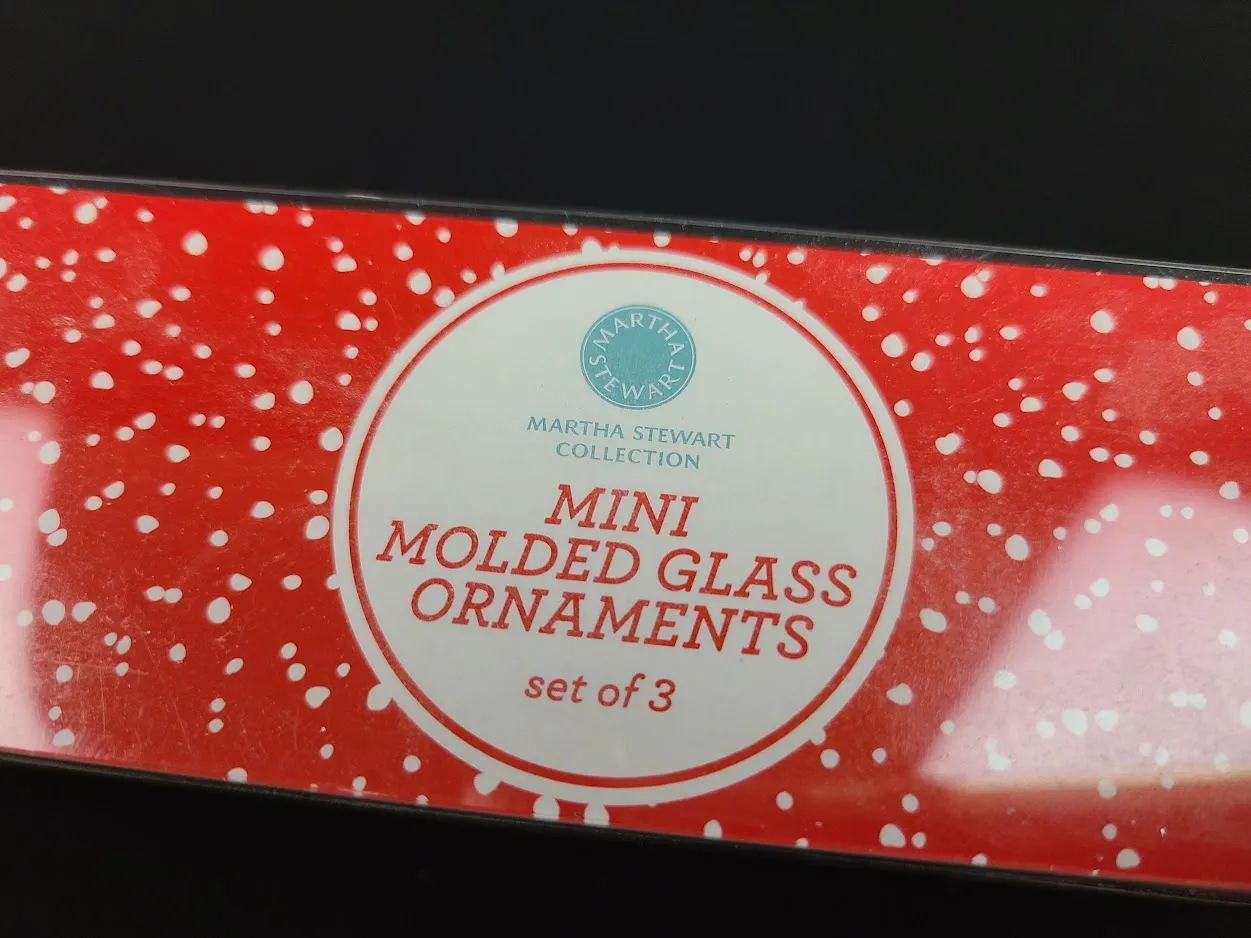 MARTHA
STEWART
MARTHA STEWART
COLLECTION
MINI
MOLDED GLASS
ORNAMENTS
set of 3